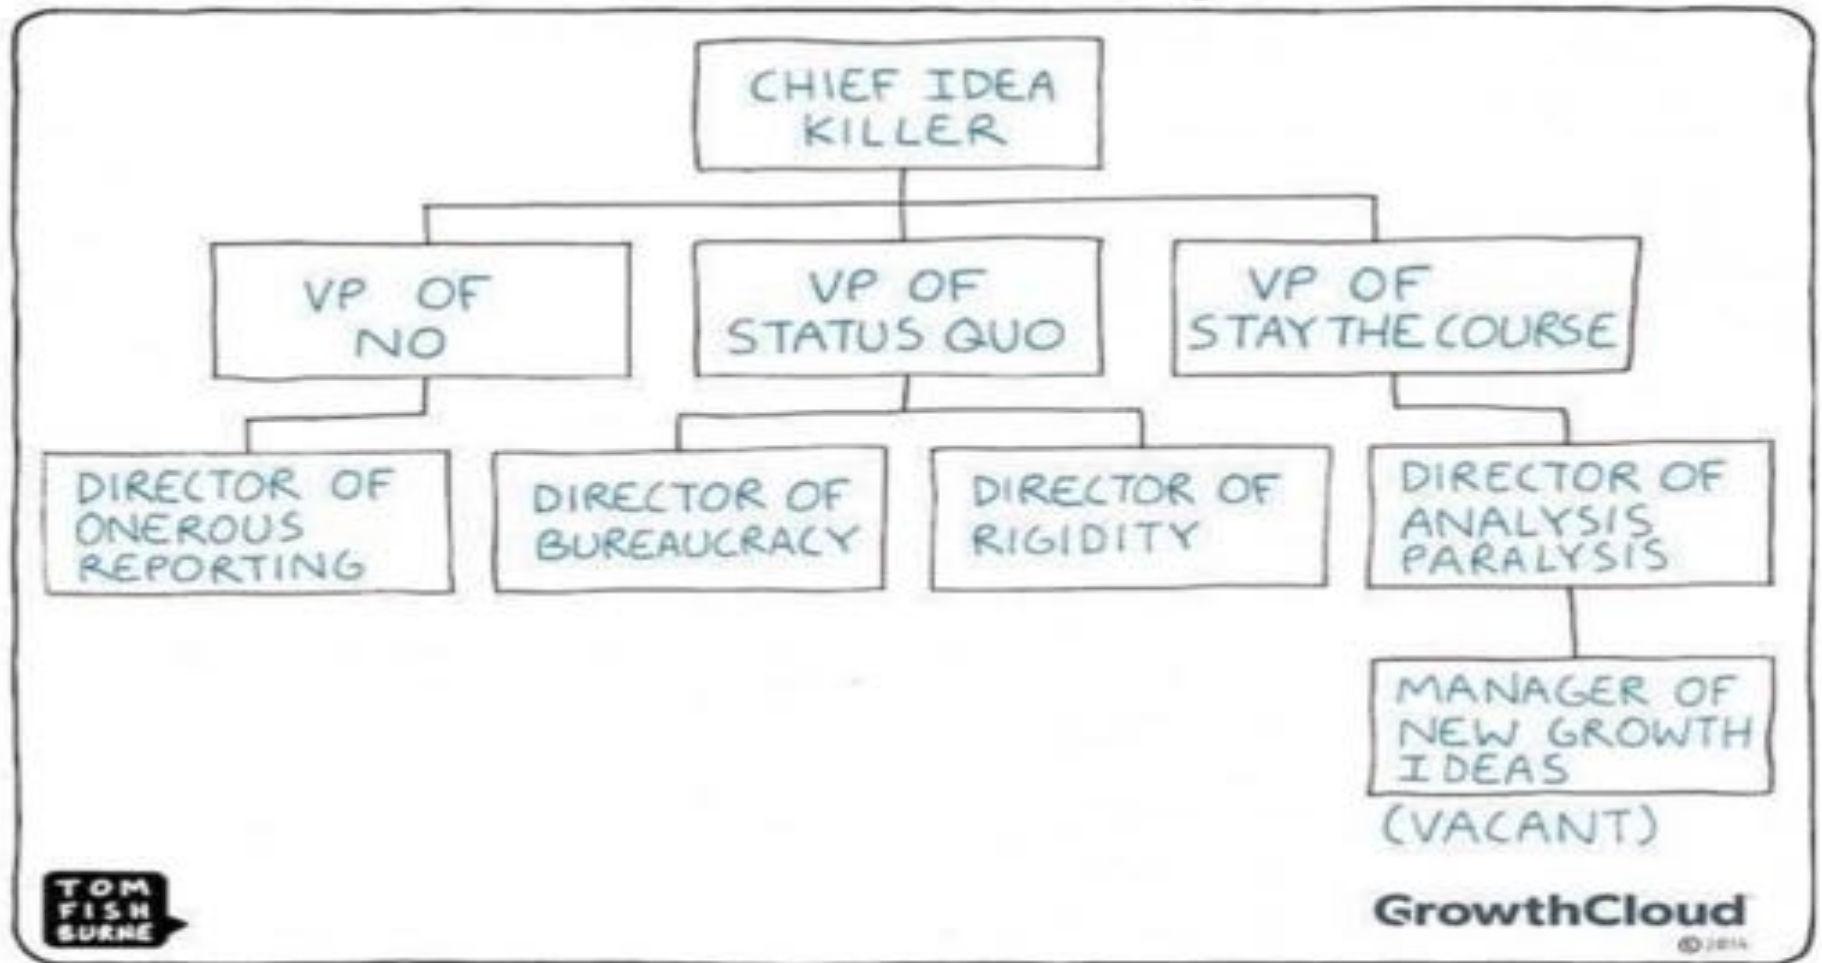 CHIEF IDEA
KILLER
VP OF
NO
VP OF
STATUS QUO
VP OF
STAY THE COURSE
DIRECTOR OF
ONEROUS
REPORTING
DIRECTOR OF
BUREAUCRACY
DIRECTOR OF
RIGIDITY
DIRECTOR OF
ANALYSIS
PARALYSIS
MANAGER OF
NEW GROWTH
IDEAS
(VACANT)
TOM
FISH
BURNE
GrowthCloud
© 2014